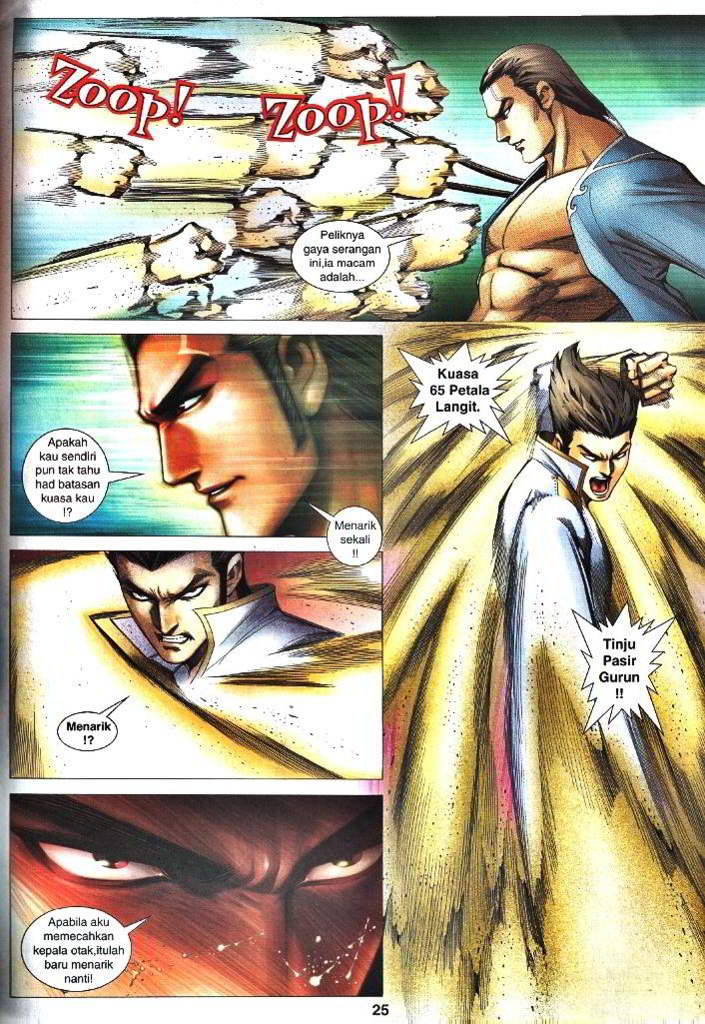 Zoop!
Zoop!
Peliknya
gaya serangan
ini,ia macam
adalah...
Apakah
kau sendiri
pun tak tahu
had batasan
kuasa kau
!?
Menarik
sekali
!!
Menarik
!?
Apabila aku
memecahkan
kepala otak,itulah
baru menarik
nanti!
Kuasa
65 Petala
Langit.
Tinju
Pasir
Gurun
!!
25